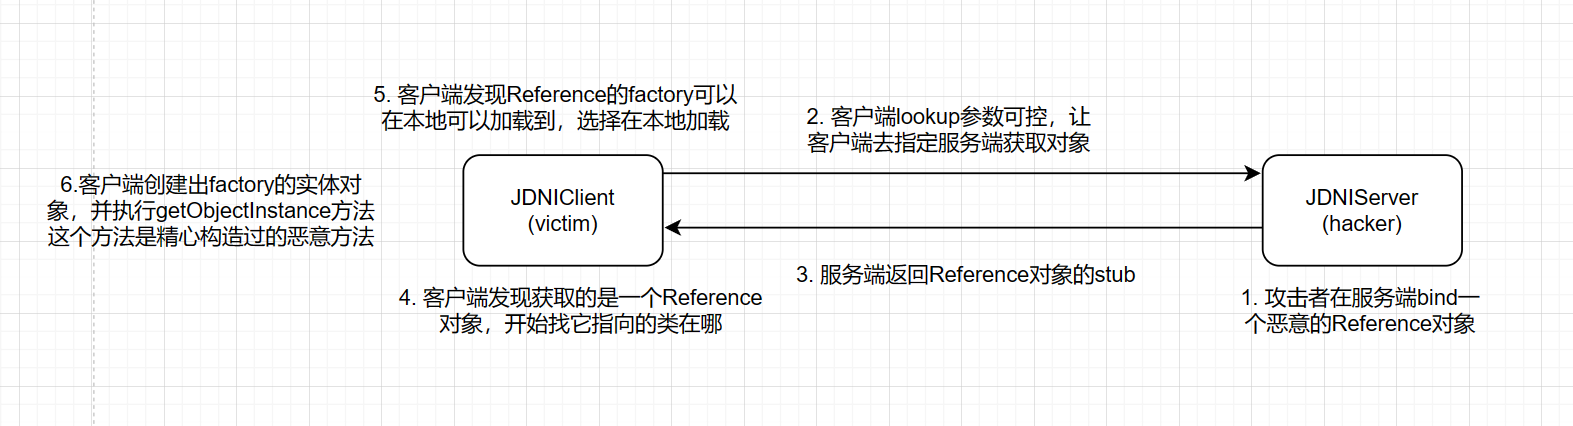 5. 客户端发现Reference的factory可以
在本地可以加载到，选择在本地加载
2. 客户端lookup参数可控，让
客户端去指定服务端获取对象
6.客户端创建出factory的实体对
象，并执行getObjectInstance方法
这个方法是精心构造过的恶意方法
JDNIClient
(victim)
JDNIServer
(hacker)
3. 服务端返回Reference对象的stub
4. 客户端发现获取的是一个Reference
对象，开始找它指向的类在哪
1. 攻击者在服务端bind一
个恶意的Reference对象